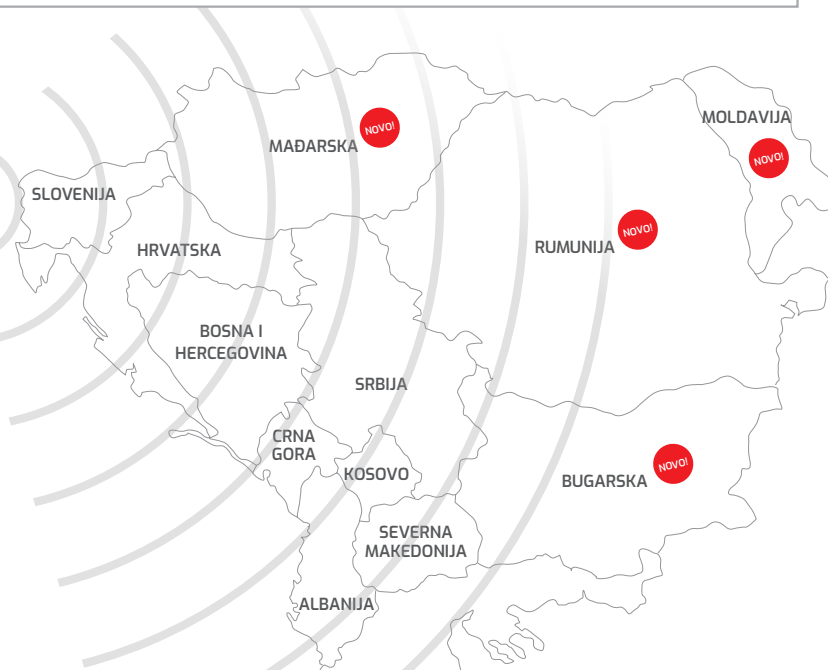 MOLDAVIJA
NOVO!
MAĐARSKA
NOVO!
SLOVENIJA
HRVATSKA
RUMUNIJA
NOVO!
BOSNA I
HERCEGOVINA
SRBIJA
CRNA
GORA
KOSOVO
BUGARSKA
NOVO!
SEVERNA
MAKEDONIJA
ALBANIJA